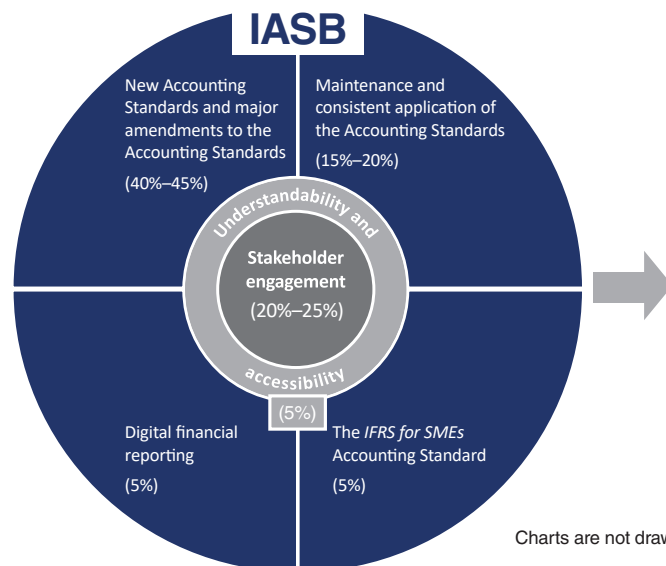 IASB
New Accounting
Standards and major
amendments to the
Accounting Standards
(40%–45%)
Maintenance and
consistent application of
the Accounting Standards
(15%–20%)
Understandability and
accessibility
(5%)
Stakeholder
engagement
(20%–25%)
Digital financial
reporting
(5%)
The IFRS for SMEs
Accounting Standard
(5%)
Charts are not draw